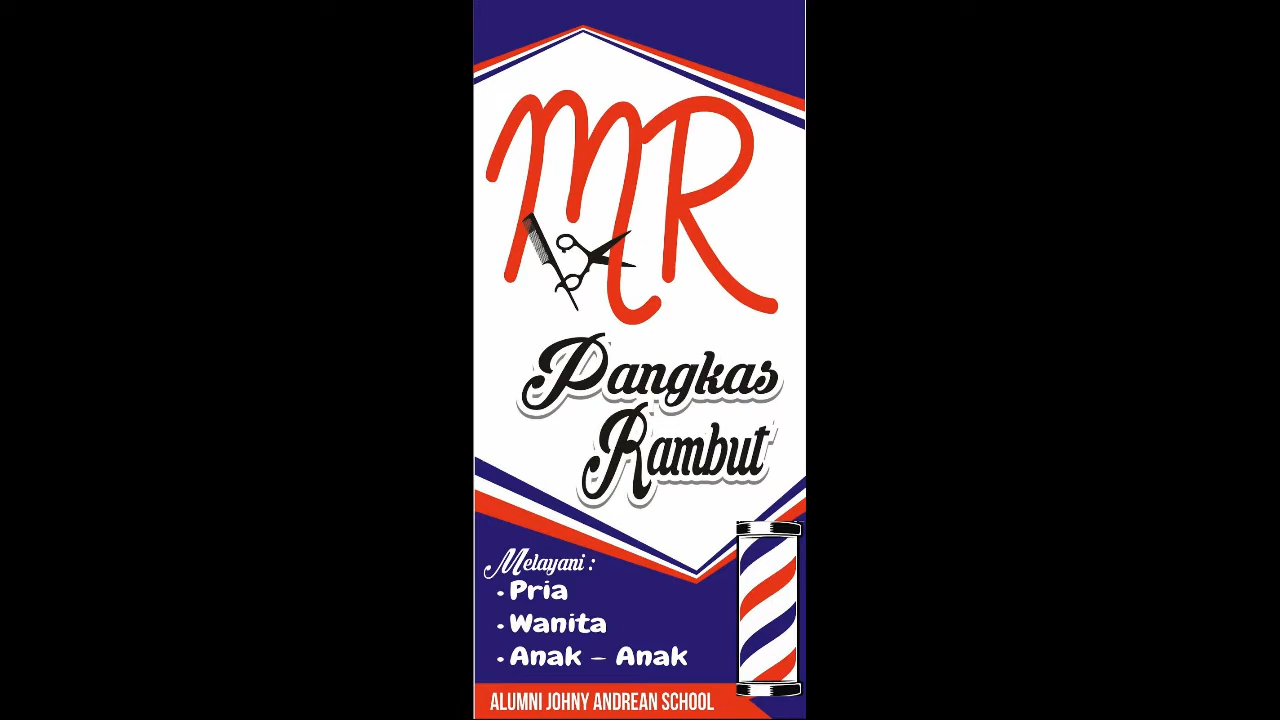 MR
Pangkas
Rambut
Melayani :
• Pria
• Wanita
• Anak - Anak
ALUMNI JOHNY ANDREAN SCHOOL